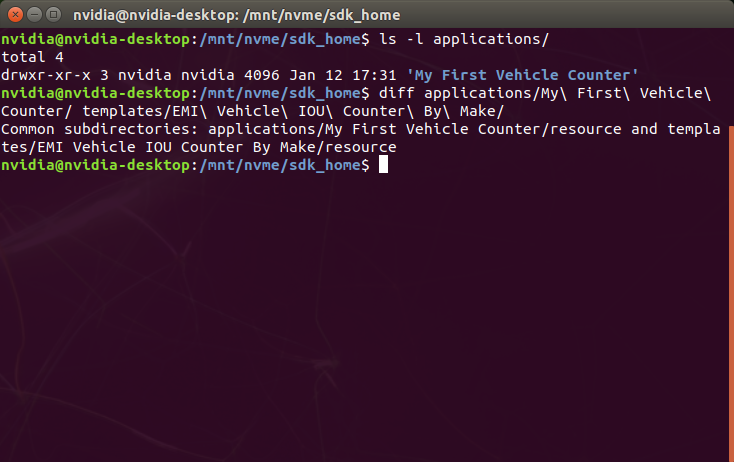 nvidia@nvidia-desktop: /mnt/nvme/sdk_home
nvidia@nvidia-desktop:/mnt/nvme/sdk_home$ ls -l applications/
total 4
drwxr-xr-x 3 nvidia nvidia 4096 Jan 12 17:31 'My First Vehicle Counter'
nvidia@nvidia-desktop:/mnt/nvme/sdk_home$ diff applications/My\ First\ Vehicle\
Counter/ templates/EMI\ Vehicle\ IOU\ Counter\ By\ Make/
Common subdirectories: applications/My First Vehicle Counter/resource and templa
tes/EMI Vehicle IOU Counter By Make/resource
nvidia@nvidia-desktop:/mnt/nvme/sdk_home$